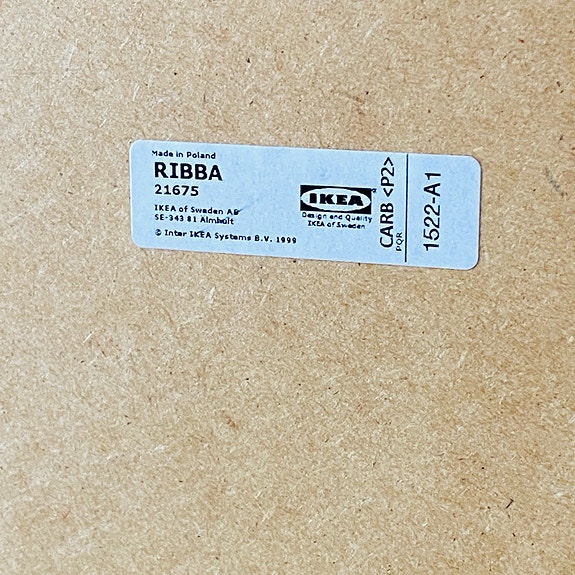 Made in Poland
RIBBA
21675
IKEA of Sweden AB
SE-343 81 Älmhult
© Inter IKEA Systems B.V. 1999
IKEA
®
Design and Quality
IKEA of Sweden
CARB <P2>
PQR
1522-A1